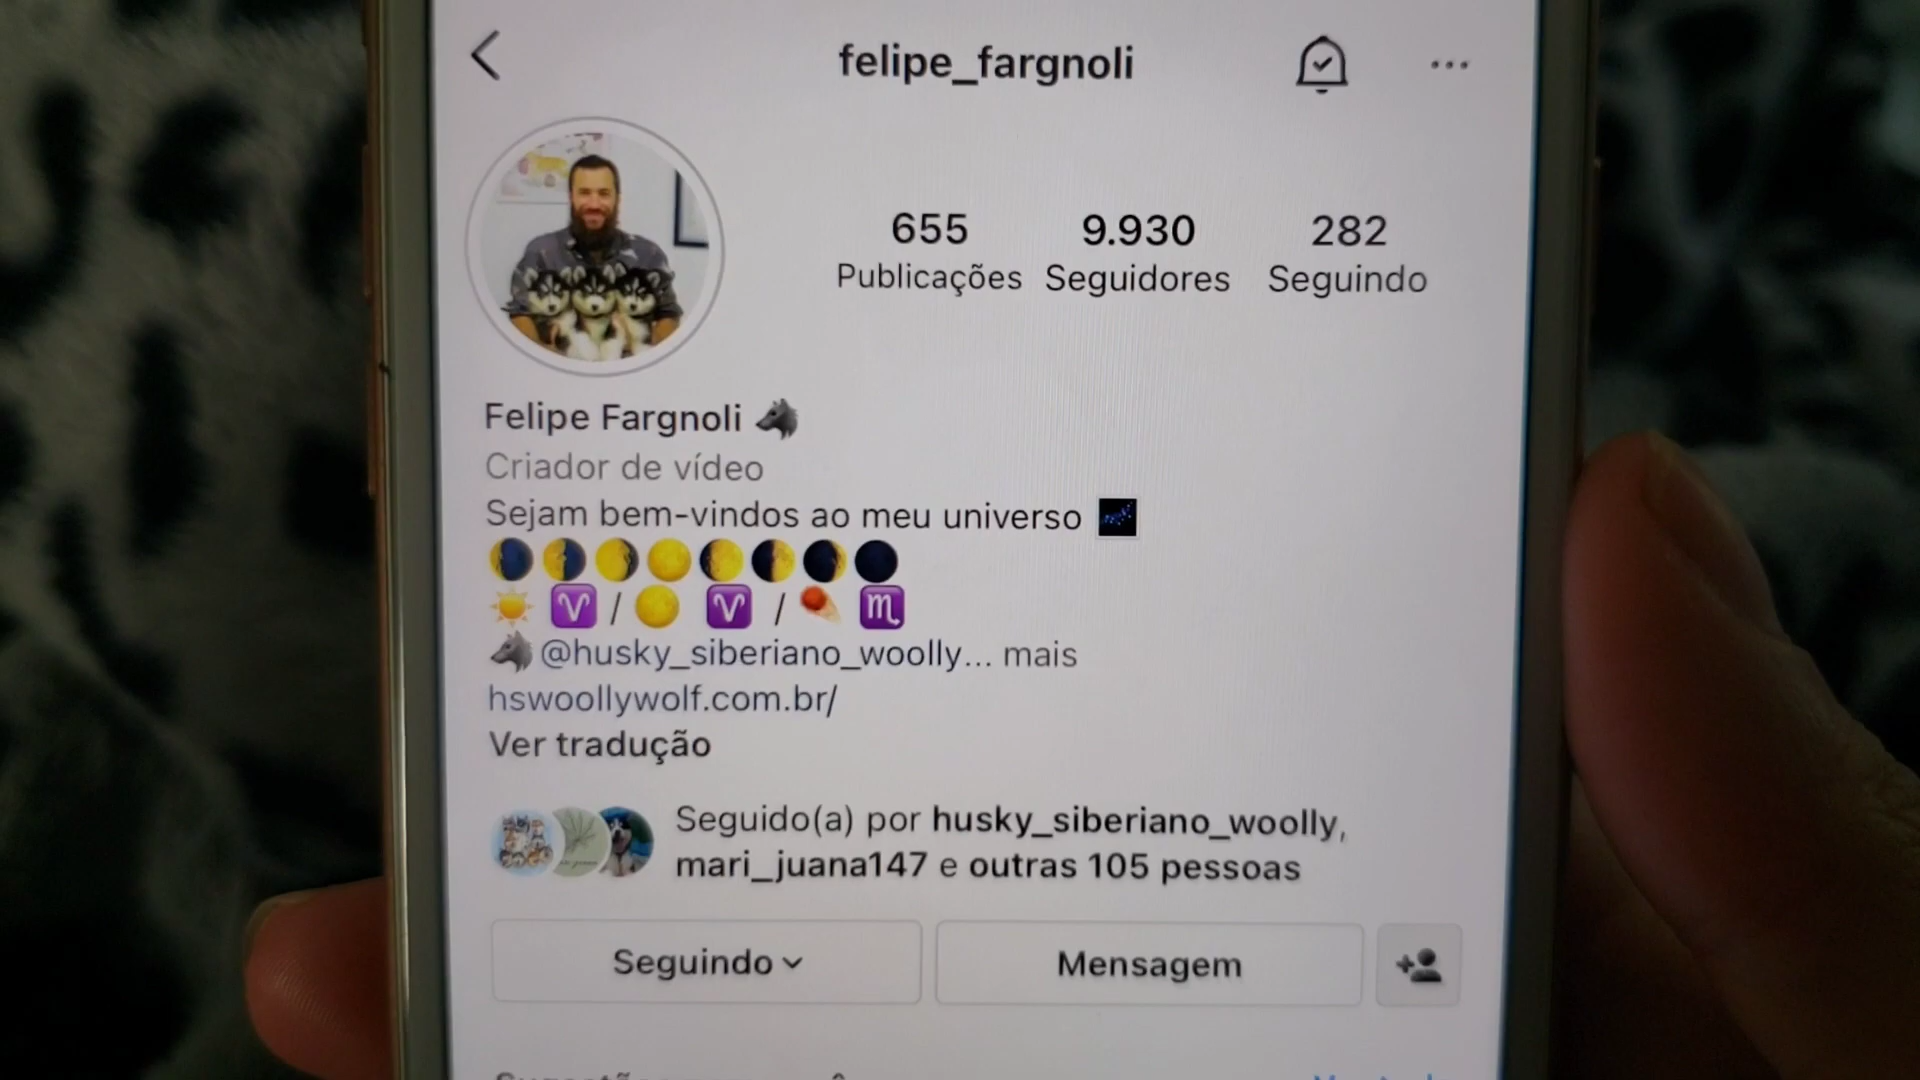 felipe_fargnoli
655 9.930 282
Publicações Seguidores Seguindo
Felipe Fargnoli 🐺
Criador de vídeo
Sejam bem-vindos ao meu universo 🌌
🌒🌓🌔🌕🌖🌗🌘🌑
☀️ ♈ / 🌕 ♈ / ☄️ ♏
🐺@husky_siberiano_woolly... mais
hswoollywolf.com.br/
Ver tradução
Seguido(a) por husky_siberiano_woolly,
mari_juana147 e outras 105 pessoas
Seguindo Mensagem